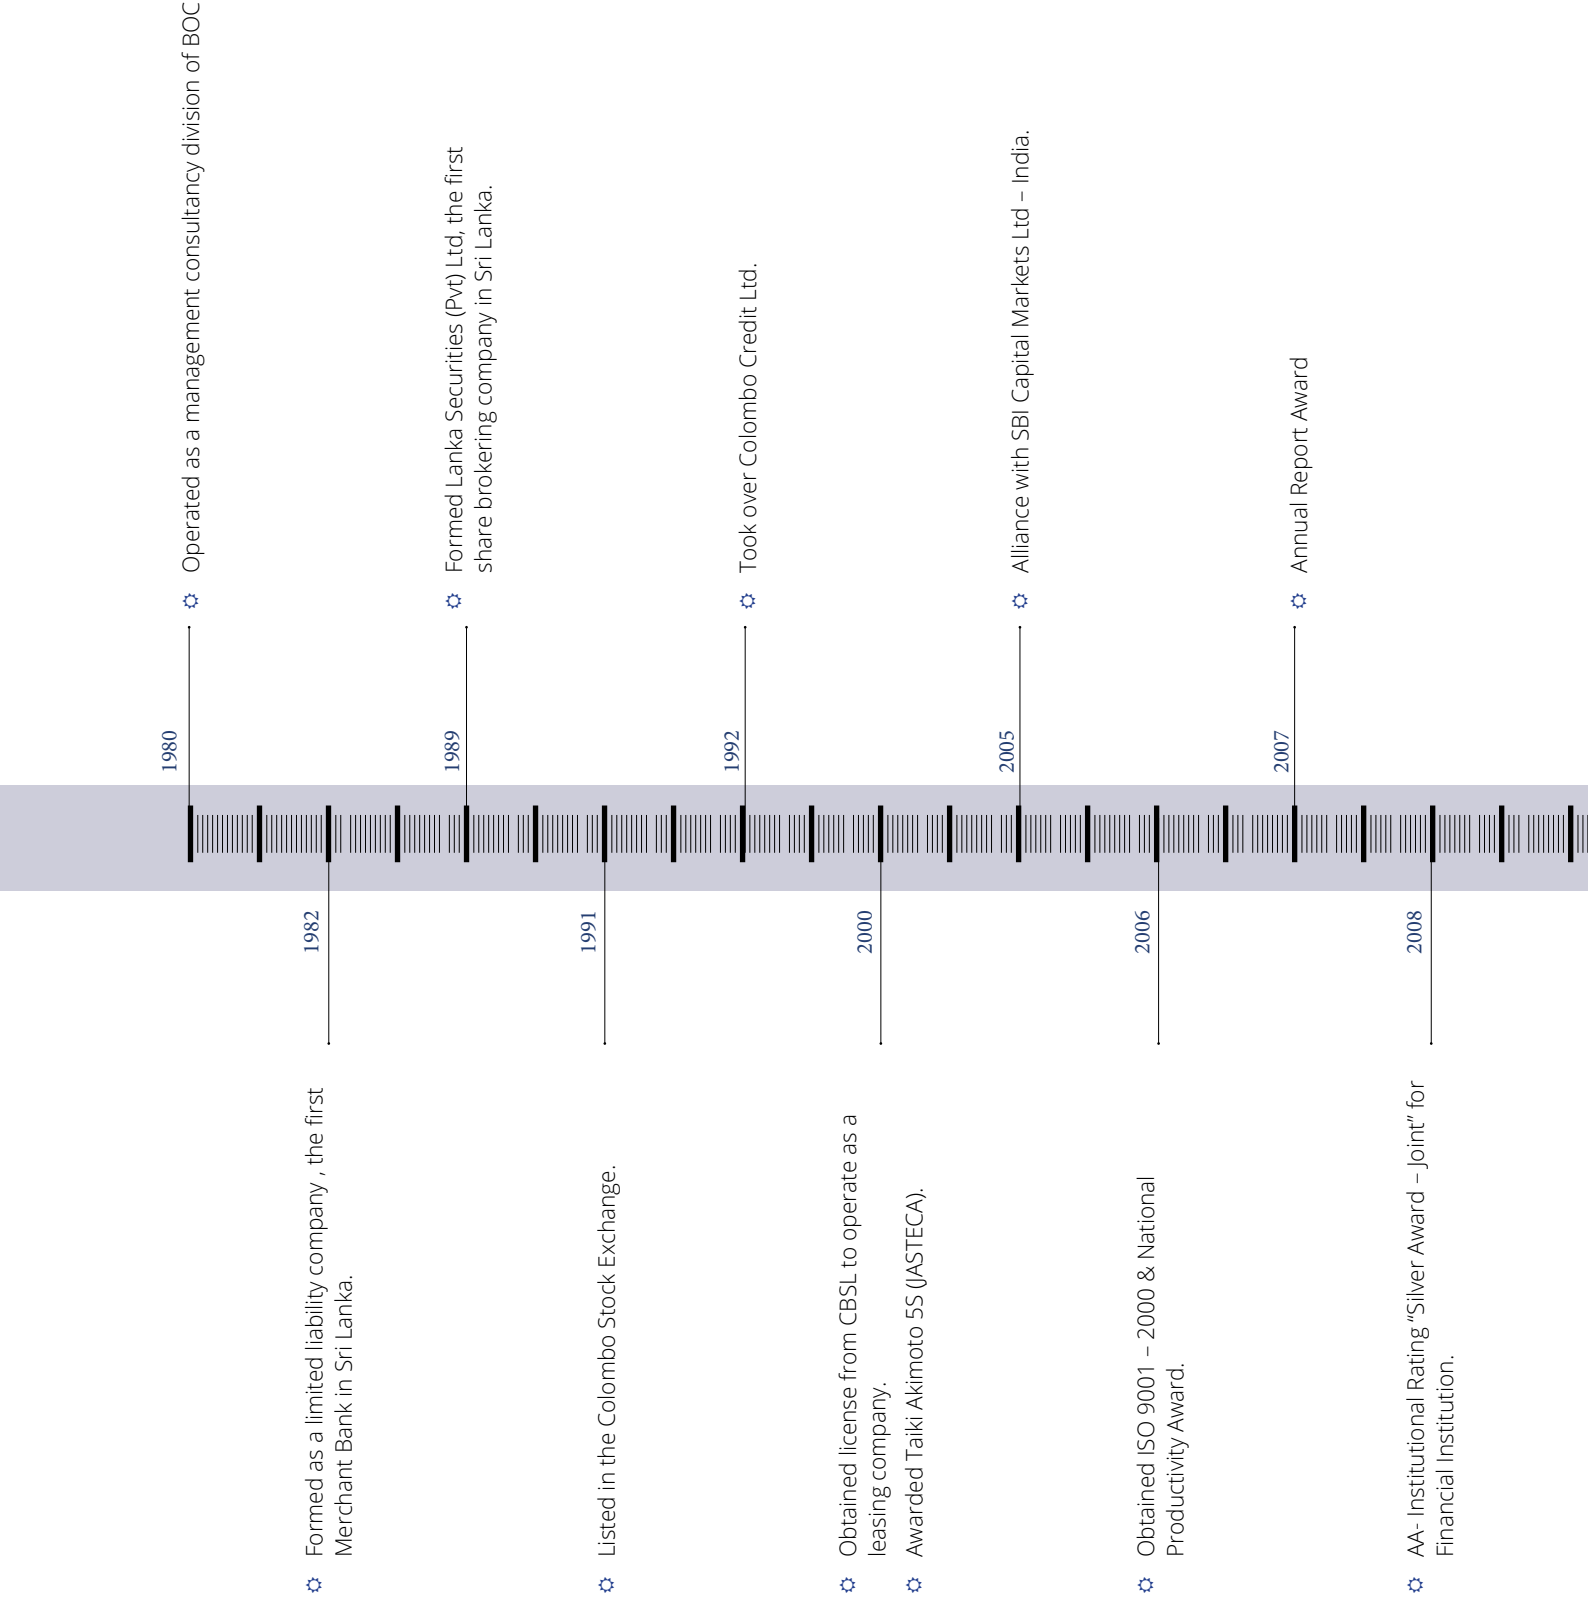 1980
Operated as a management consultancy division of BOC
1982
Formed as a limited liability company , the first
Merchant Bank in Sri Lanka.
1989
Formed Lanka Securities (Pvt) Ltd, the first
share brokering company in Sri Lanka.
1991
Listed in the Colombo Stock Exchange.
1992
Took over Colombo Credit Ltd.
2000
Obtained license from CBSL to operate as a
leasing company.
Awarded Taiki Akimoto 5S (JASTECA).
2005
Alliance with SBI Capital Markets Ltd – India.
2006
Obtained ISO 9001 – 2000 & National
Productivity Award.
2007
Annual Report Award
2008
AA- Institutional Rating “Silver Award – Joint” for
Financial Institution.